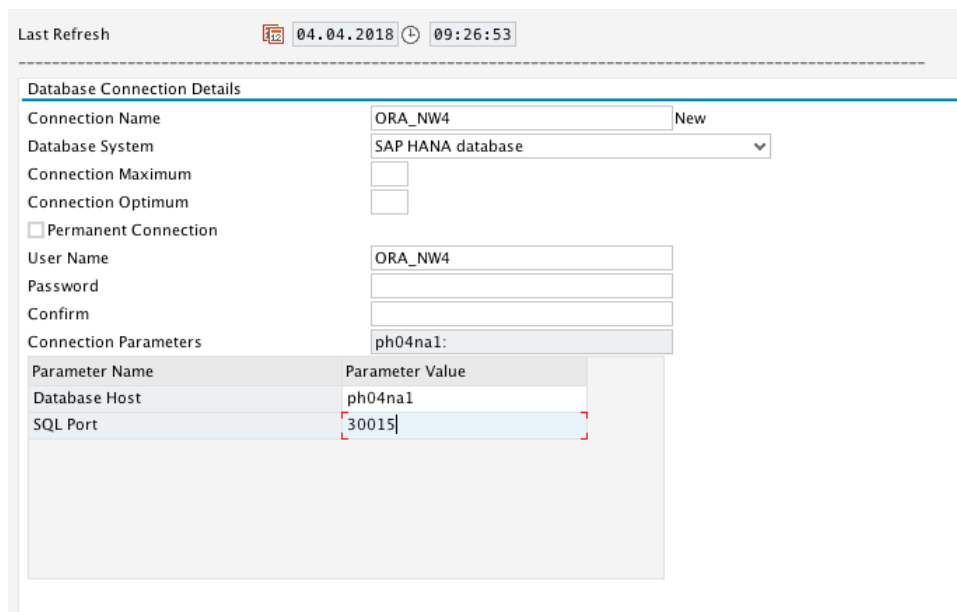 Last Refresh 04.04.2018 09:26:53
Database Connection Details
Connection Name ORA_NW4 New
Database System SAP HANA database
Connection Maximum
Connection Optimum
Permanent Connection
User Name ORA_NW4
Password
Confirm
Connection Parameters ph04na1:
Parameter Name Parameter Value
Database Host ph04na1
SQL Port 30015